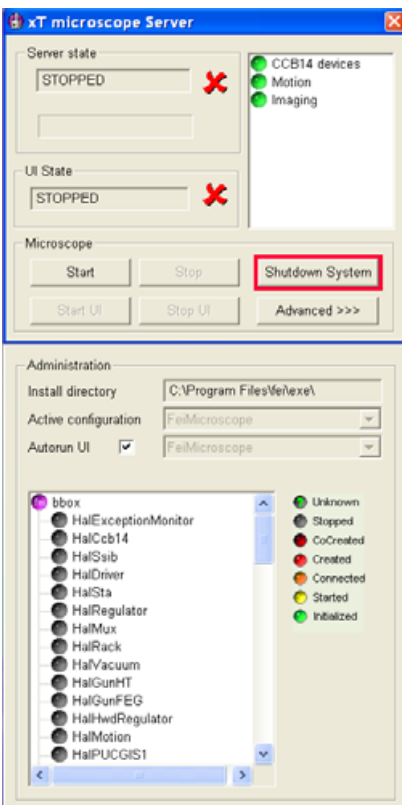 xT microscope Server
Server state
STOPPED
CCB14 devices
Motion
Imaging
UI State
STOPPED
Microscope
Start
Stop
Shutdown System
Start UI
Stop UI
Advanced >>>
Administration
Install directory
C:\Program Files\fei\exe\
Active configuration
FeiMicroscope
Autorun UI
FeiMicroscope
bbox
HalExceptionMonitor
HalCcb14
HalSsib
HalDriver
HalSta
HalRegulator
HalMux
HalRack
HalVacuum
HalGunHT
HalGunFEG
HalHwdRegulator
HalMotion
HalPUCGIS1
Unknown
Stopped
CoCreated
Created
Connected
Started
Initialized